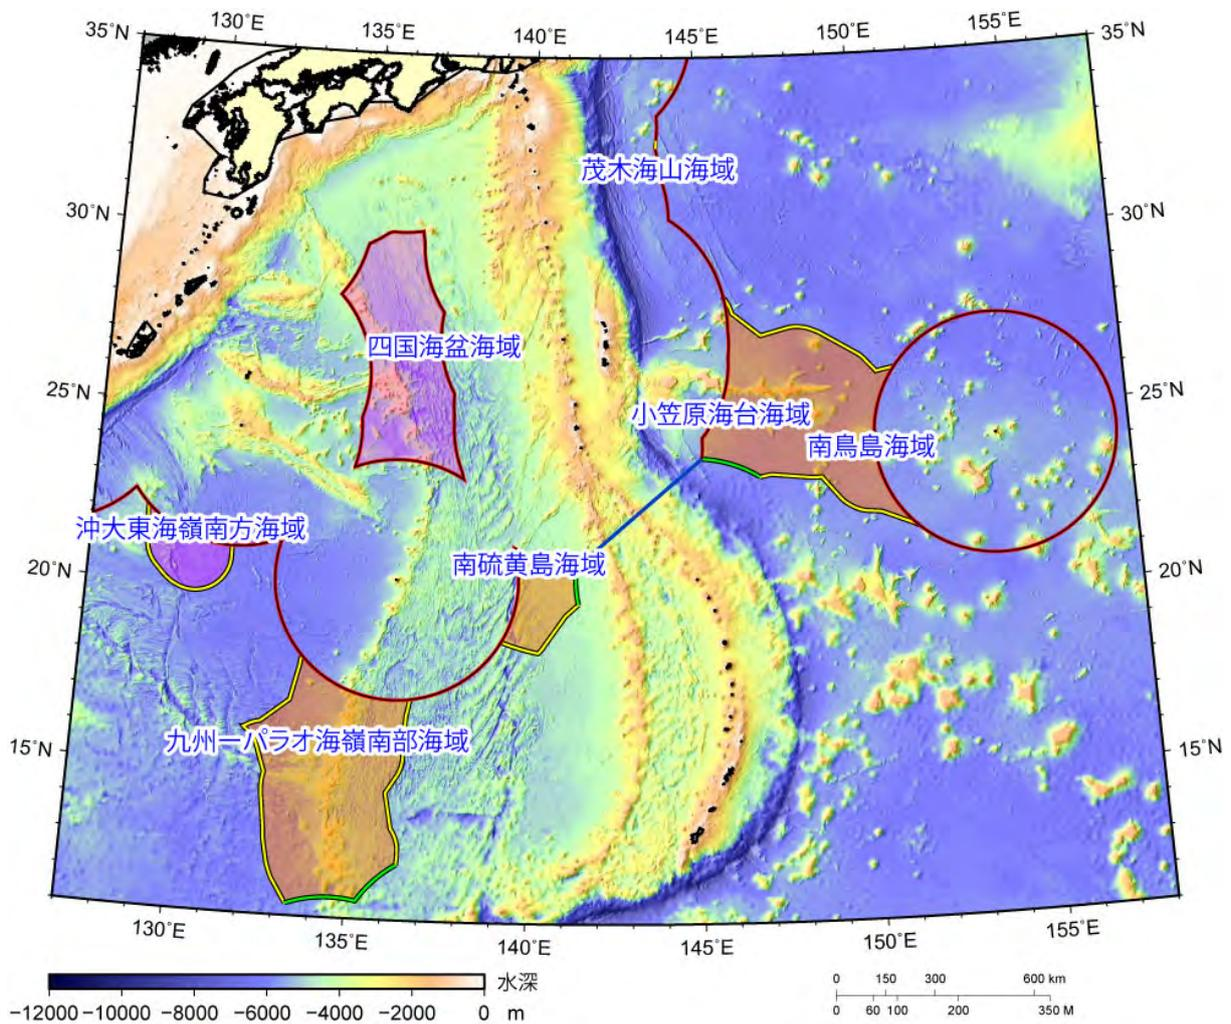 130°E 135°E 140°E 145°E 150°E 155°E
35°N 35°N
茂木海山海域
30°N 30°N
四国海盆海域
25°N 25°N
小笠原海台海域
南鳥島海域
沖大東海嶺南方海域
南硫黄島海域
20°N 20°N
九州ーパラオ海嶺南部海域
15°N 15°N
130°E 135°E 140°E 145°E 150°E 155°E
水深
−12000 −10000 −8000 −6000 −4000 −2000 0 m
0 150 300 600 km
0 60 100 200 350 M